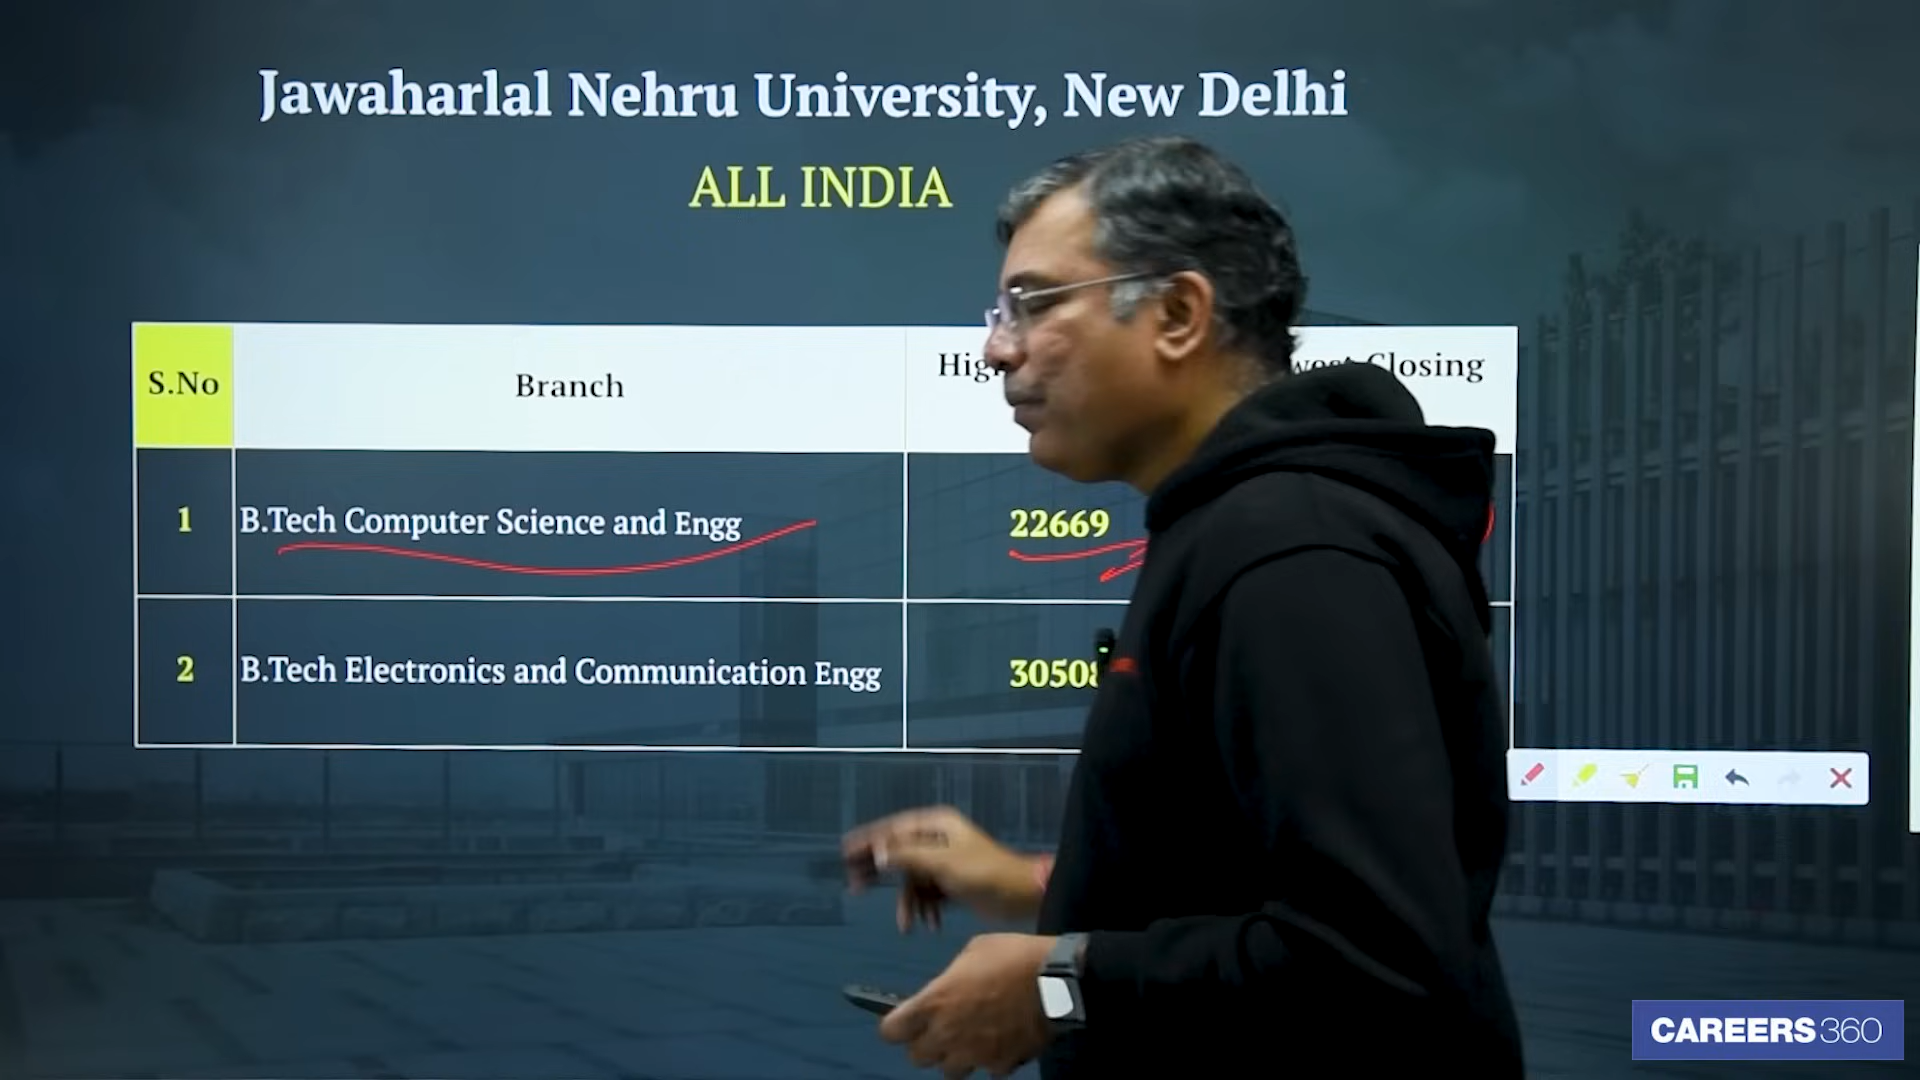 Jawaharlal Nehru University, New Delhi
ALL INDIA
S.No
Branch
Closing
1
B.Tech Computer Science and Engg
22669
2
B.Tech Electronics and Communication Engg
CAREERS360